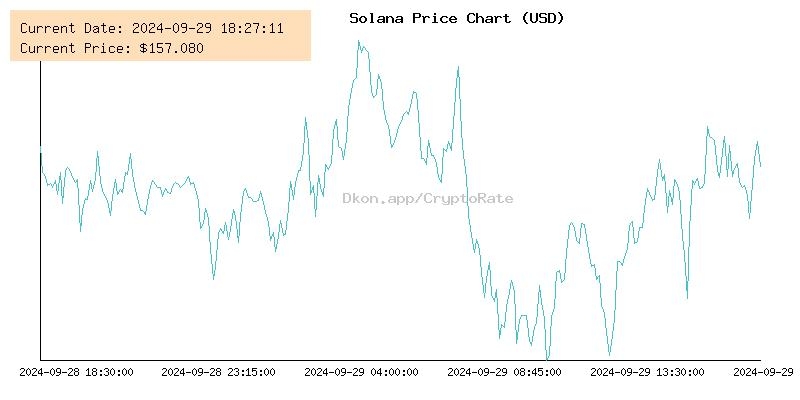 Solana Price Chart (USD)
Current Date: 2024-09-29 18:27:11
Current Price: $157.080
Dkon.app/CryptoRate
2024-09-28 18:30:00 2024-09-28 23:15:00 2024-09-29 04:00:00 2024-09-29 08:45:00 2024-09-29 13:30:00 2024-09-29